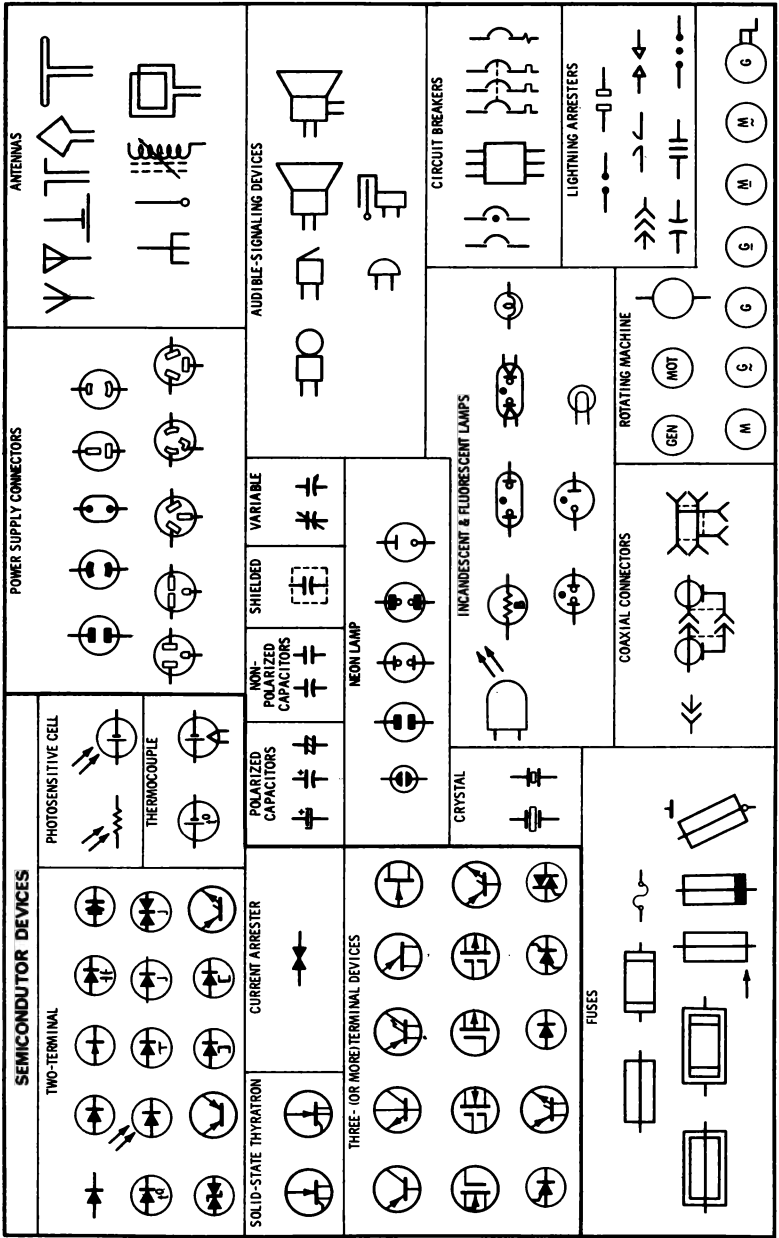 SEMICONDUTOR DEVICES
TWO-TERMINAL
PHOTOSENSITIVE CELL
THERMOCOUPLE
t°
t°
POWER SUPPLY CONNECTORS
ANTENNAS
SOLID-STATE THYRATRON
CURRENT ARRESTER
POLARIZED
CAPACITORS
+
+
NON-
POLARIZED
CAPACITORS
SHIELDED
VARIABLE
AUDIBLE-SIGNALING DEVICES
THREE- (OR MORE)TERMINAL DEVICES
NEON LAMP
CIRCUIT BREAKERS
CRYSTAL
INCANDESCENT & FLUORESCENT LAMPS
B
LIGHTNING ARRESTERS
FUSES
COAXIAL CONNECTORS
ROTATING MACHINE
GEN
MOT
M
G
~
G
G
M
M
~
G